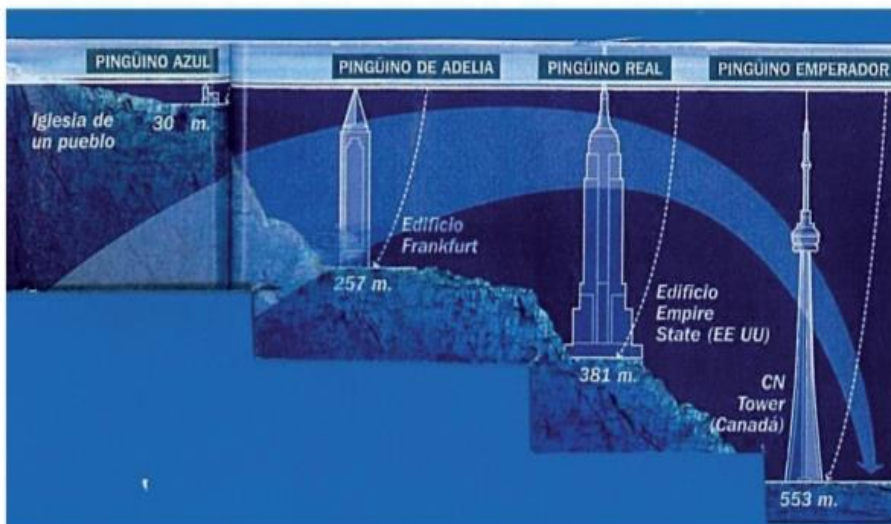 PINGÜINO AZUL
PINGÜINO DE ADELIA
PINGÜINO REAL
PINGÜINO EMPERADOR
Iglesia de
un pueblo
30 m.
Edificio
Frankfurt
257 m.
Edificio
Empire
State (EE UU)
381 m.
CN
Tower
(Canadá)
553 m.